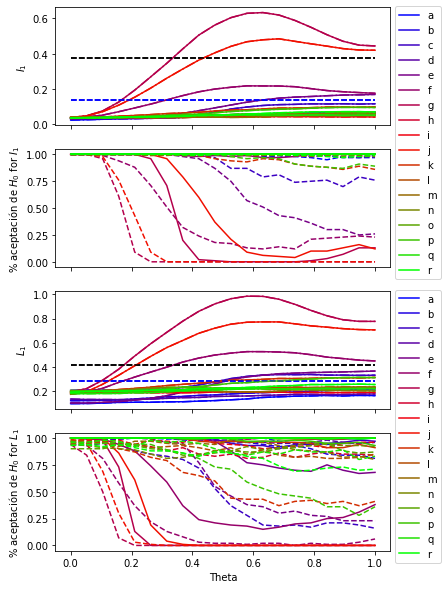 0.6
0.4
0.2
0.0
I₁
a
b
c
d
e
f
g
h
i
j
k
l
m
n
o
p
q
r
1.00
0.75
0.50
0.25
0.00
% aceptación de H₀ for I₁
1.0
0.8
0.6
0.4
0.2
L₁
a
b
c
d
e
f
g
h
i
j
k
l
m
n
o
p
q
r
1.00
0.75
0.50
0.25
0.00
% aceptación de H₀ for L₁
0.0 0.2 0.4 0.6 0.8 1.0
Theta